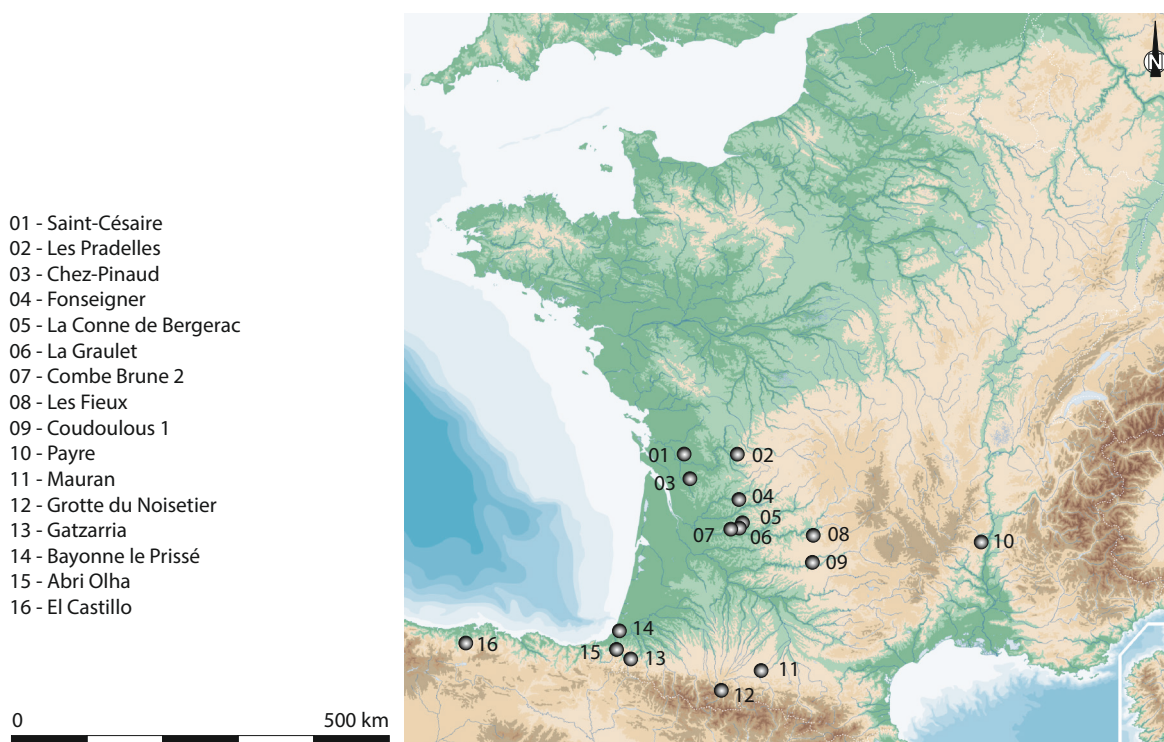 N
01 - Saint-Césaire
02 - Les Pradelles
03 - Chez-Pinaud
04 - Fonseigner
05 - La Conne de Bergerac
06 - La Graulet
07 - Combe Brune 2
08 - Les Fieux
09 - Coudoulous 1
10 - Payre
11 - Mauran
12 - Grotte du Noisetier
13 - Gatzarria
14 - Bayonne le Prissé
15 - Abri Olha
16 - El Castillo
0 500 km
01 02
03
04
05
07 06 08
10
09
14
16 15 13
11
12